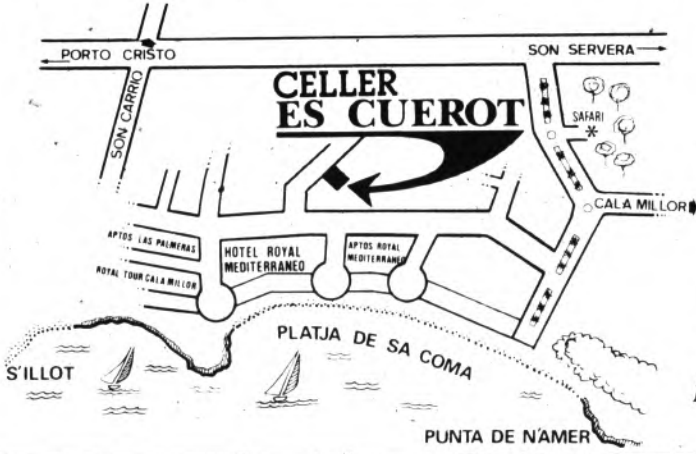 PORTO CRISTO
SON SERVERA
CELLER
ES CUEROT
SON CARRIO
SAFARI
CALA MILLOR
APTOS LAS PALMERAS
HOTEL ROYAL
MEDITERRANEO
APTOS ROYAL
MEDITERRANEO
ROYAL TOUR CALA MILLOR
PLATJA DE SA COMA
S'ILLOT
PUNTA DE N'AMER